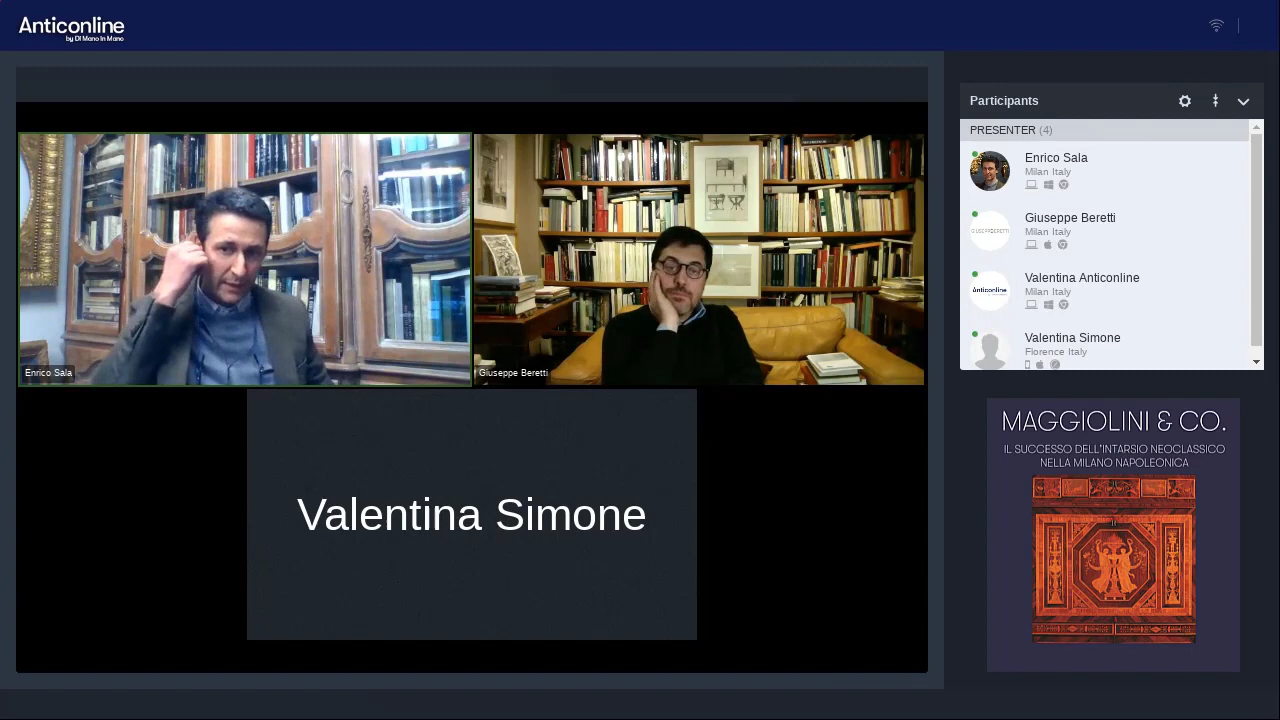 Anticonline
by Di Mano In Mano
Enrico Sala
Giuseppe Beretti
Valentina Simone
Participants
PRESENTER (4)
Enrico Sala
Milan Italy
GIUSEPPEBERETTI
Giuseppe Beretti
Milan Italy
Anticonline
Valentina Anticonline
Milan Italy
Valentina Simone
Florence Italy
MAGGIOLINI & CO.
IL SUCCESSO DELL'INTARSIO NEOCLASSICO
NELLA MILANO NAPOLEONICA